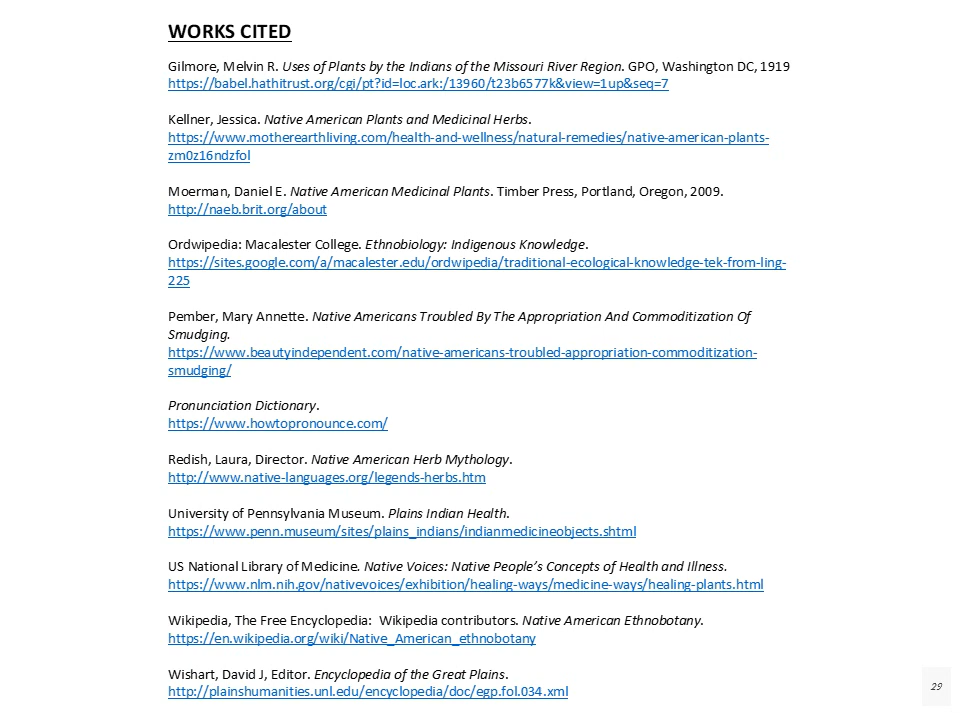 WORKS CITED
Gilmore, Melvin R. Uses of Plants by the Indians of the Missouri River Region. GPO, Washington DC, 1919
https://babel.hathitrust.org/cgi/pt?id=loc.ark:/13960/t23b6577k&view=1up&seq=7
Kellner, Jessica. Native American Plants and Medicinal Herbs.
https://www.motherearthliving.com/health-and-wellness/natural-remedies/native-american-plants-
zm0z16ndzfol
Moerman, Daniel E. Native American Medicinal Plants. Timber Press, Portland, Oregon, 2009.
http://naeb.brit.org/about
Ordwipedia: Macalester College. Ethnobiology: Indigenous Knowledge.
https://sites.google.com/a/macalester.edu/ordwipedia/traditional-ecological-knowledge-tek-from-ling-
225
Pember, Mary Annette. Native Americans Troubled By The Appropriation And Commoditization Of
Smudging.
https://www.beautyindependent.com/native-americans-troubled-appropriation-commoditization-
smudging/
Pronunciation Dictionary.
https://www.howtopronounce.com/
Redish, Laura, Director. Native American Herb Mythology.
http://www.native-languages.org/legends-herbs.htm
University of Pennsylvania Museum. Plains Indian Health.
https://www.penn.museum/sites/plains_indians/indianmedicineobjects.shtml
US National Library of Medicine. Native Voices: Native People’s Concepts of Health and Illness.
https://www.nlm.nih.gov/nativevoices/exhibition/healing-ways/medicine-ways/healing-plants.html
Wikipedia, The Free Encyclopedia:  Wikipedia contributors. Native American Ethnobotany.
https://en.wikipedia.org/wiki/Native_American_ethnobotany
Wishart, David J, Editor. Encyclopedia of the Great Plains.
http://plainshumanities.unl.edu/encyclopedia/doc/egp.fol.034.xml
29